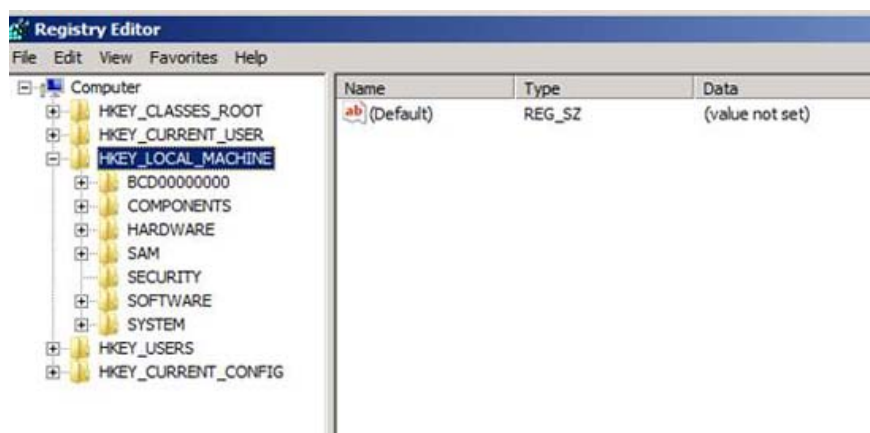 Registry Editor
File Edit View Favorites Help
Computer
HKEY_CLASSES_ROOT
HKEY_CURRENT_USER
HKEY_LOCAL_MACHINE
BCD00000000
COMPONENTS
HARDWARE
SAM
SECURITY
SOFTWARE
SYSTEM
HKEY_USERS
HKEY_CURRENT_CONFIG
Name Type Data
ab (Default) REG_SZ (value not set)